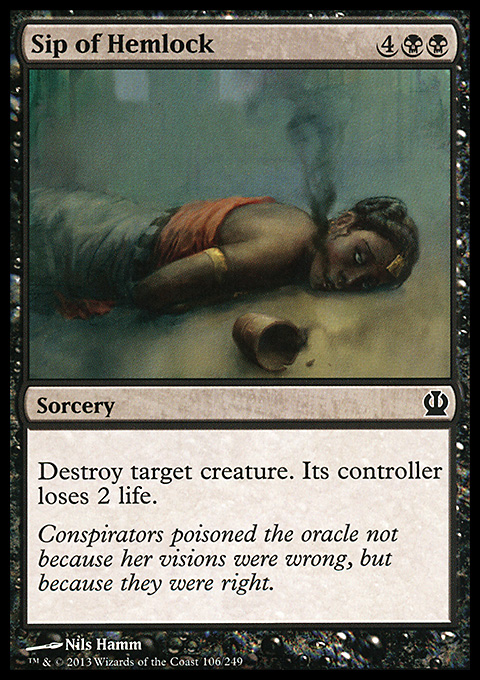 Sip of Hemlock 4
Sorcery
Destroy target creature. Its controller
loses 2 life.
Conspirators poisoned the oracle not
because her visions were wrong, but
because they were right.
Nils Hamm
™ & © 2013 Wizards of the Coast 106/249